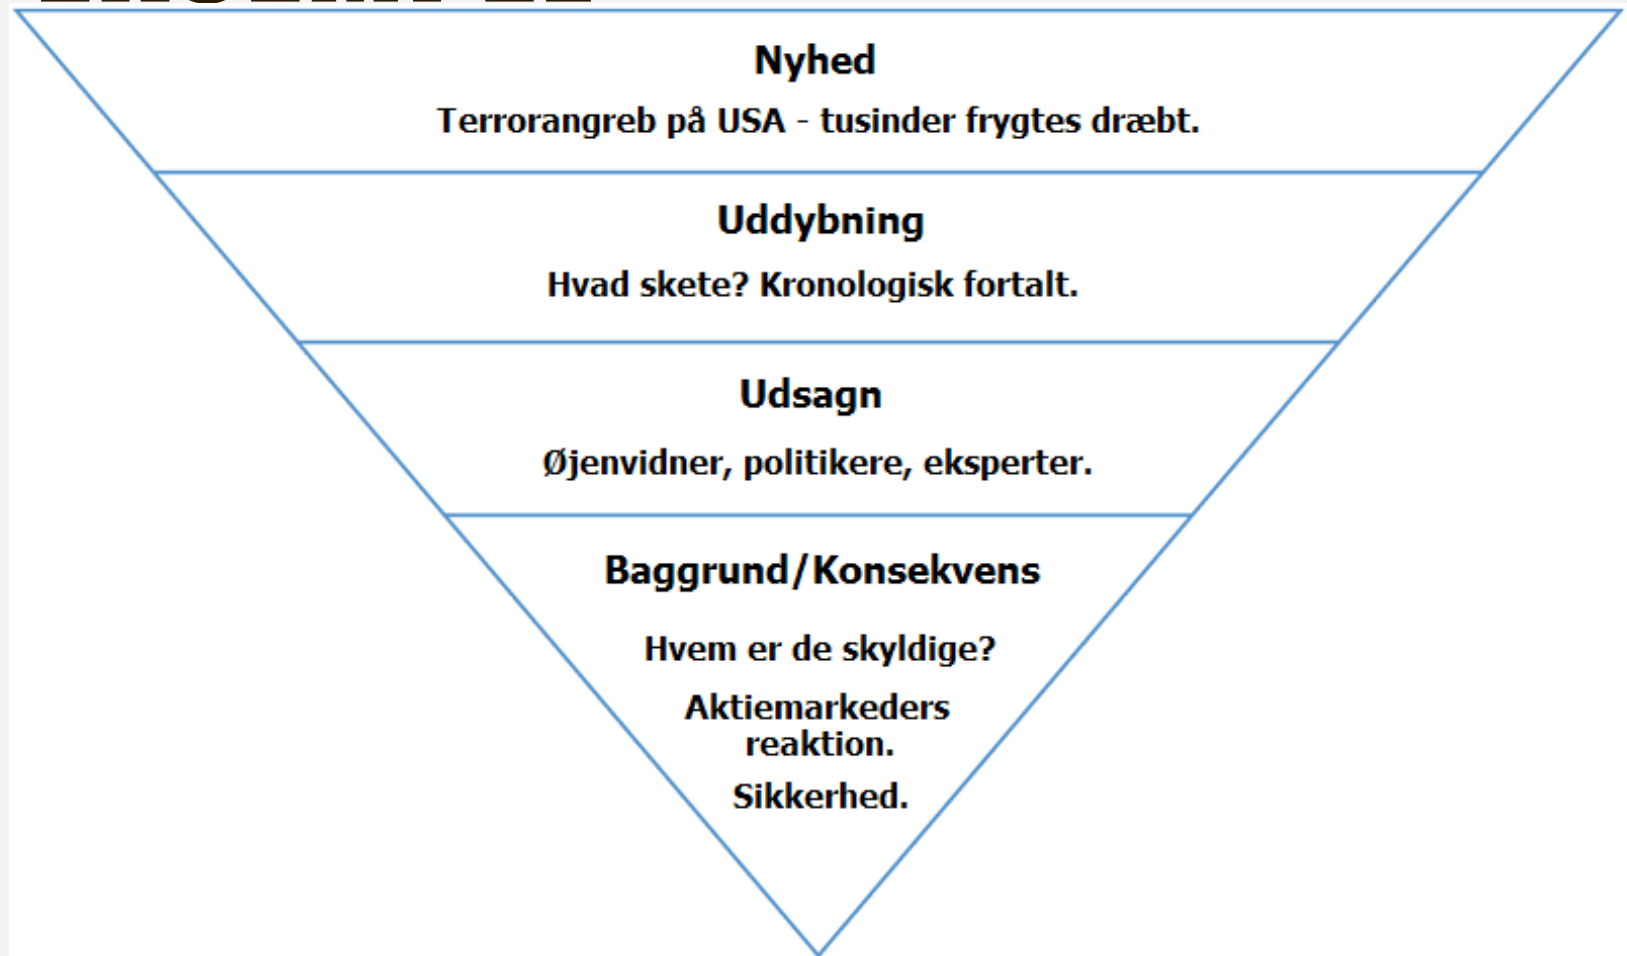 Nyhed
Terrorangreb på USA - tusinder frygtes dræbt.
Uddybning
Hvad skete? Kronologisk fortalt.
Udsagn
Øjenvidner, politikere, eksperter.
Baggrund/Konsekvens
Hvem er de skyldige?
Aktiemarkeders
reaktion.
Sikkerhed.